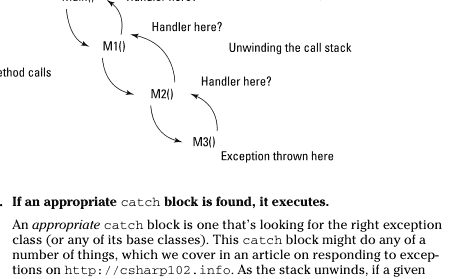 Handler here?
M1()
Unwinding the call stack
Handler here?
M2()
M3()
Exception thrown here
. If an appropriate catch block is found, it executes.
An appropriate catch block is one that's looking for the right exception
class (or any of its base classes). This catch block might do any of a
number of things, which we cover in an article on responding to excep-
tions on http://csharp102.info. As the stack unwinds, if a given